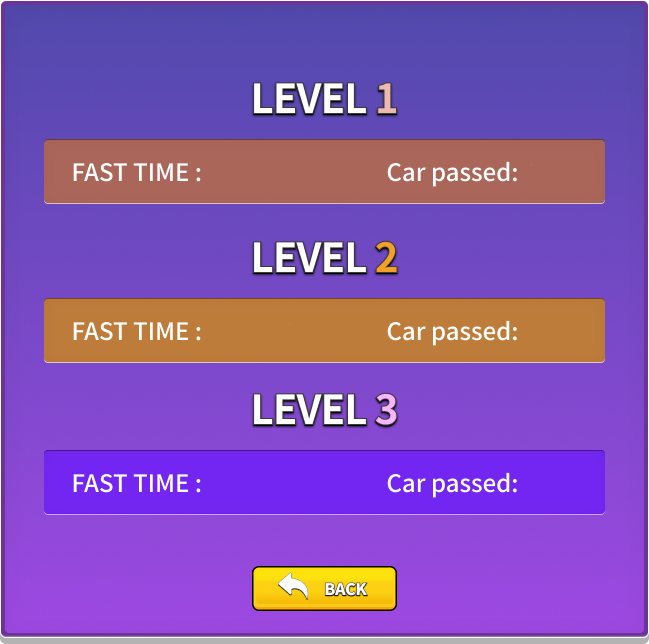 LEVEL 1
FAST TIME : Car passed:
LEVEL 2
FAST TIME : Car passed:
LEVEL 3
FAST TIME : Car passed:
BACK